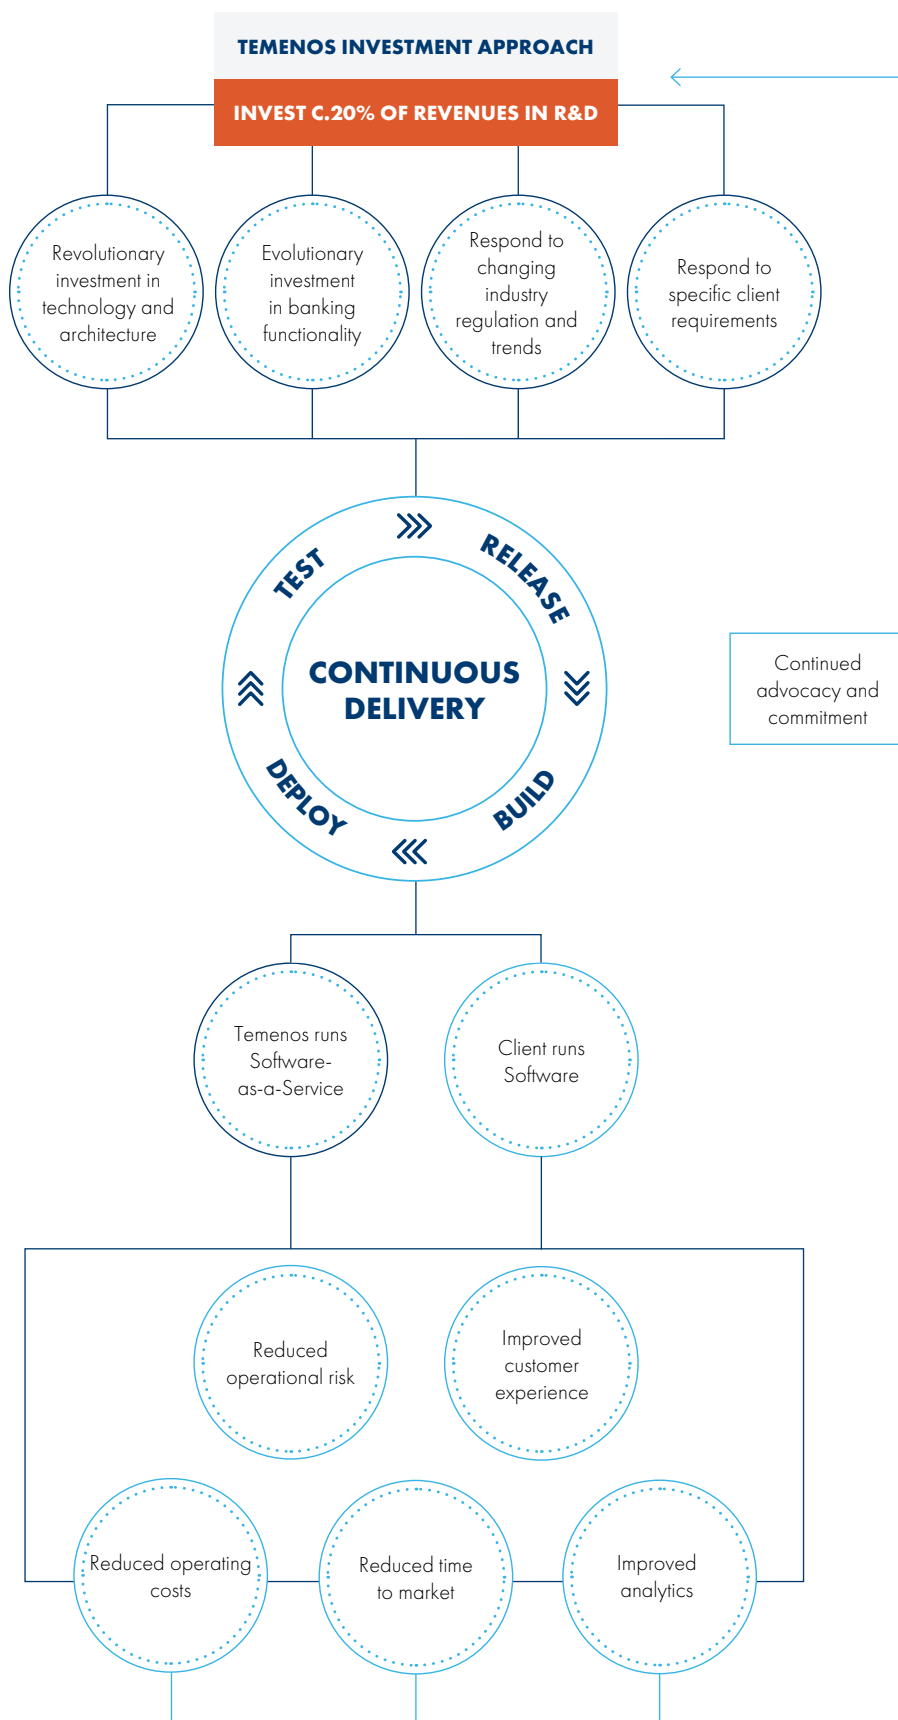 TEMENOS INVESTMENT APPROACH
INVEST C.20% OF REVENUES IN R&D
Revolutionary
investment in
technology and
architecture
Evolutionary
investment
in banking
functionality
Respond to
changing
industry
regulation and
trends
Respond to
specific client
requirements
TEST
RELEASE
CONTINUOUS
DELIVERY
DEPLOY
BUILD
Continued
advocacy and
commitment
Temenos runs
Software-
as-a-Service
Client runs
Software
Reduced
operational risk
Improved
customer
experience
Reduced operating
costs
Reduced time
to market
Improved
analytics